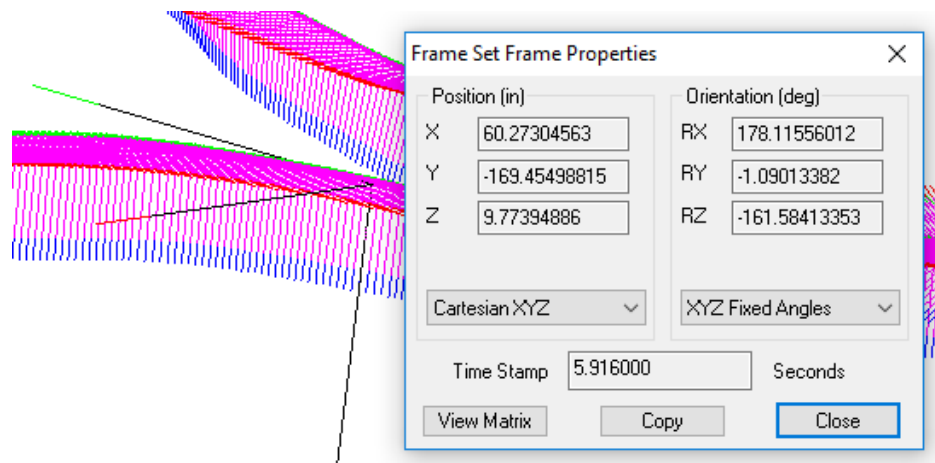 Frame Set Frame Properties
Position (in)
Orientation (deg)
X 60.27304563
RX 178.11556012
Y -169.45498815
RY -1.09013382
Z 9.77394886
RZ -161.58413353
Cartesian XYZ
XYZ Fixed Angles
Time Stamp 5.916000 Seconds
View Matrix
Copy
Close